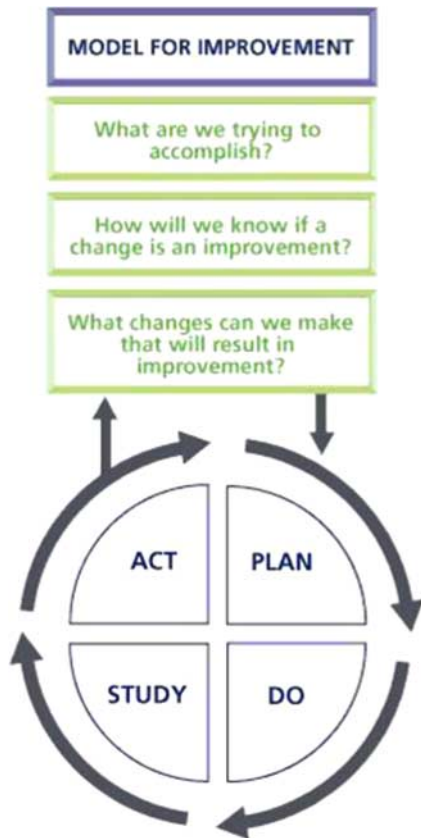 MODEL FOR IMPROVEMENT
What are we trying to
accomplish?
How will we know if a
change is an improvement?
What changes can we make
that will result in
improvement?
ACT
PLAN
STUDY
DO